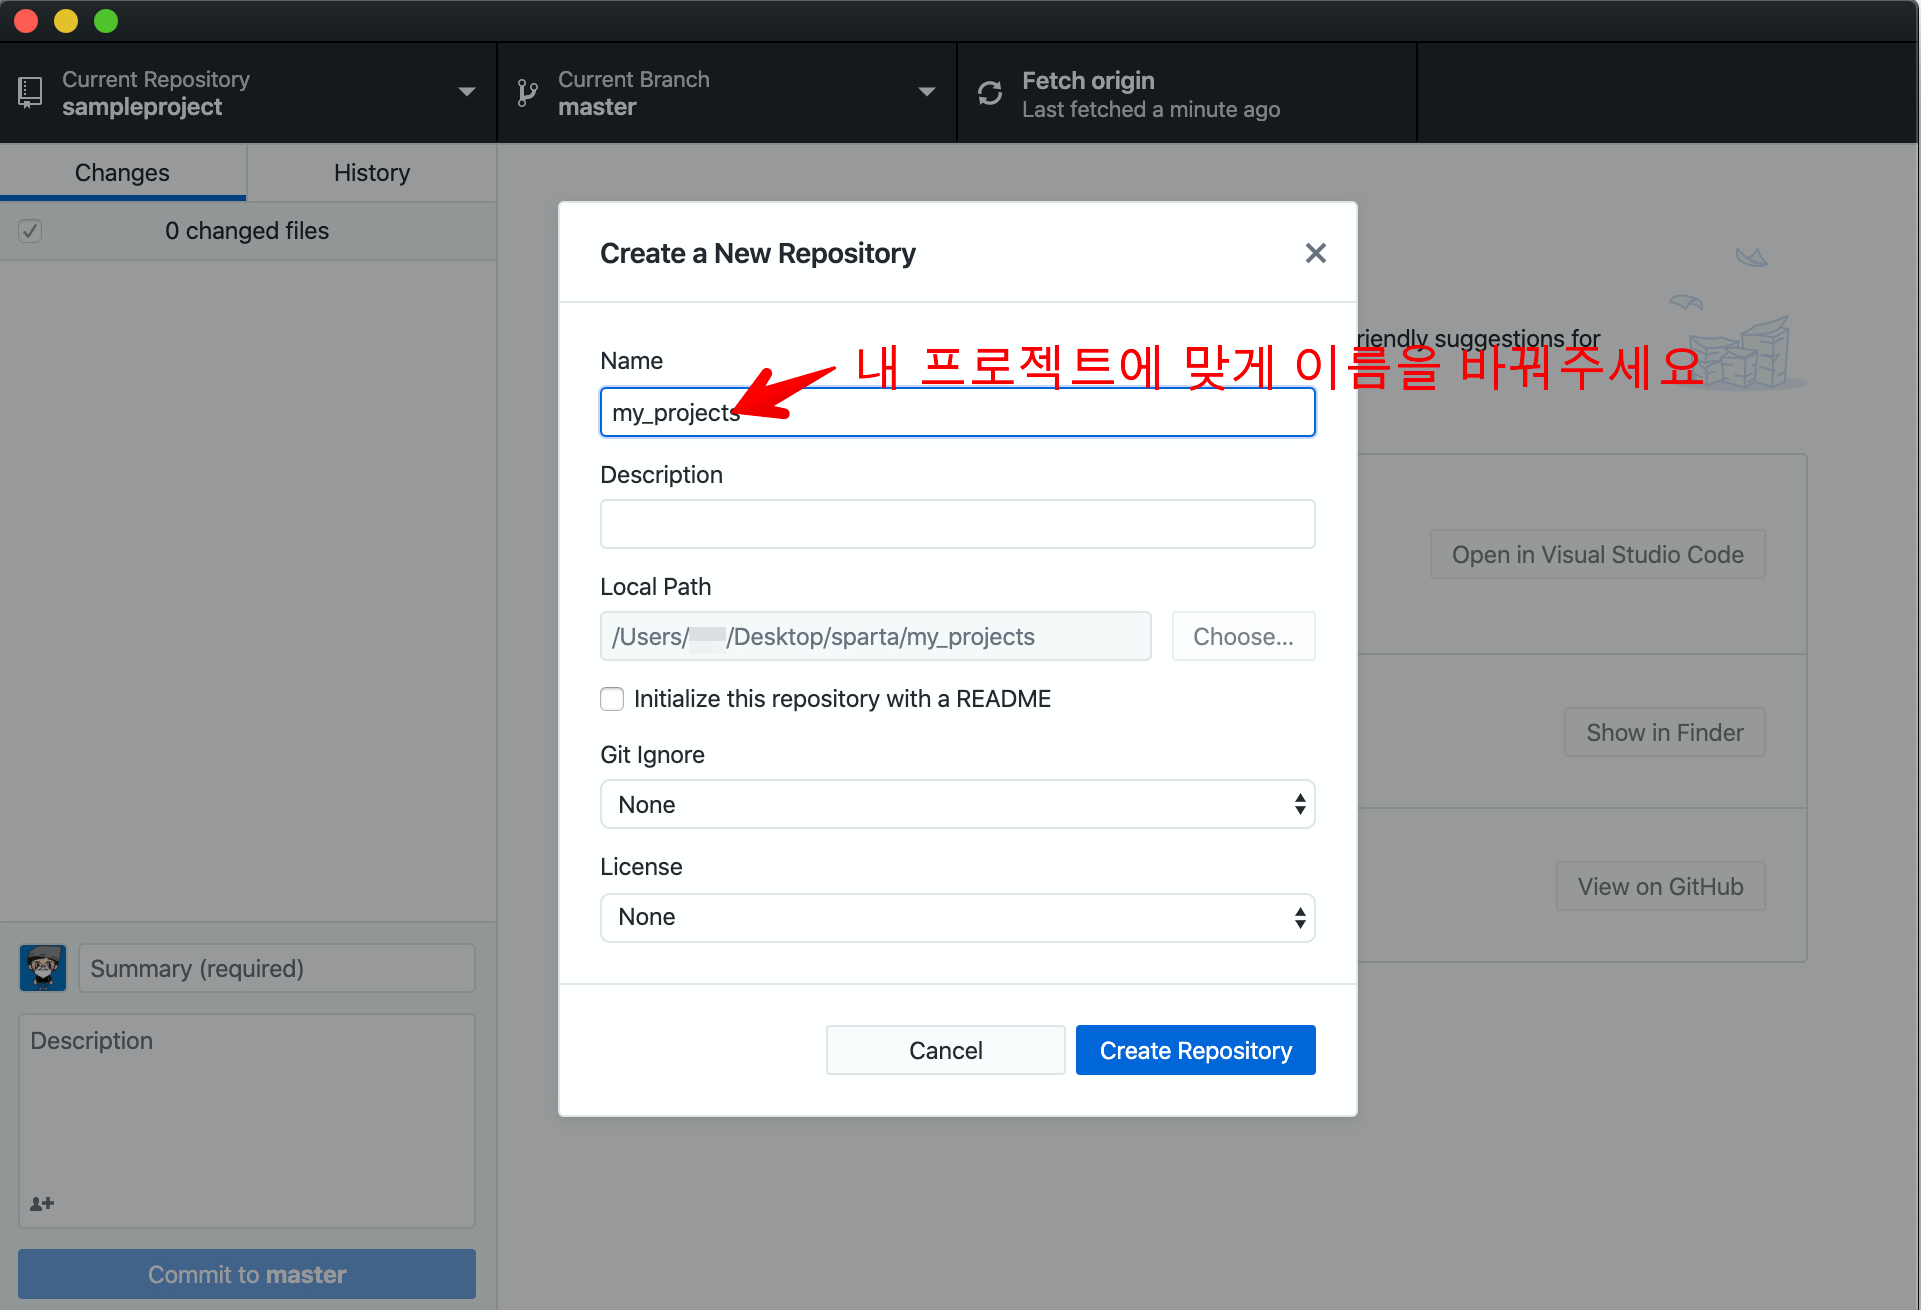 Current Repository
sampleproject
Current Branch
master
Fetch origin
Last fetched a minute ago
Changes
History
0 changed files
Create a New Repository
riendly suggestions for
Name
내 프로젝트에 맞게 이름을 바꿔주세요
my_projects
Description
Local Path
/Users/ /Desktop/sparta/my_projects
Choose...
Initialize this repository with a README
Git Ignore
None
License
None
Cancel
Create Repository
Open in Visual Studio Code
Show in Finder
View on GitHub
Summary (required)
Description
Commit to master